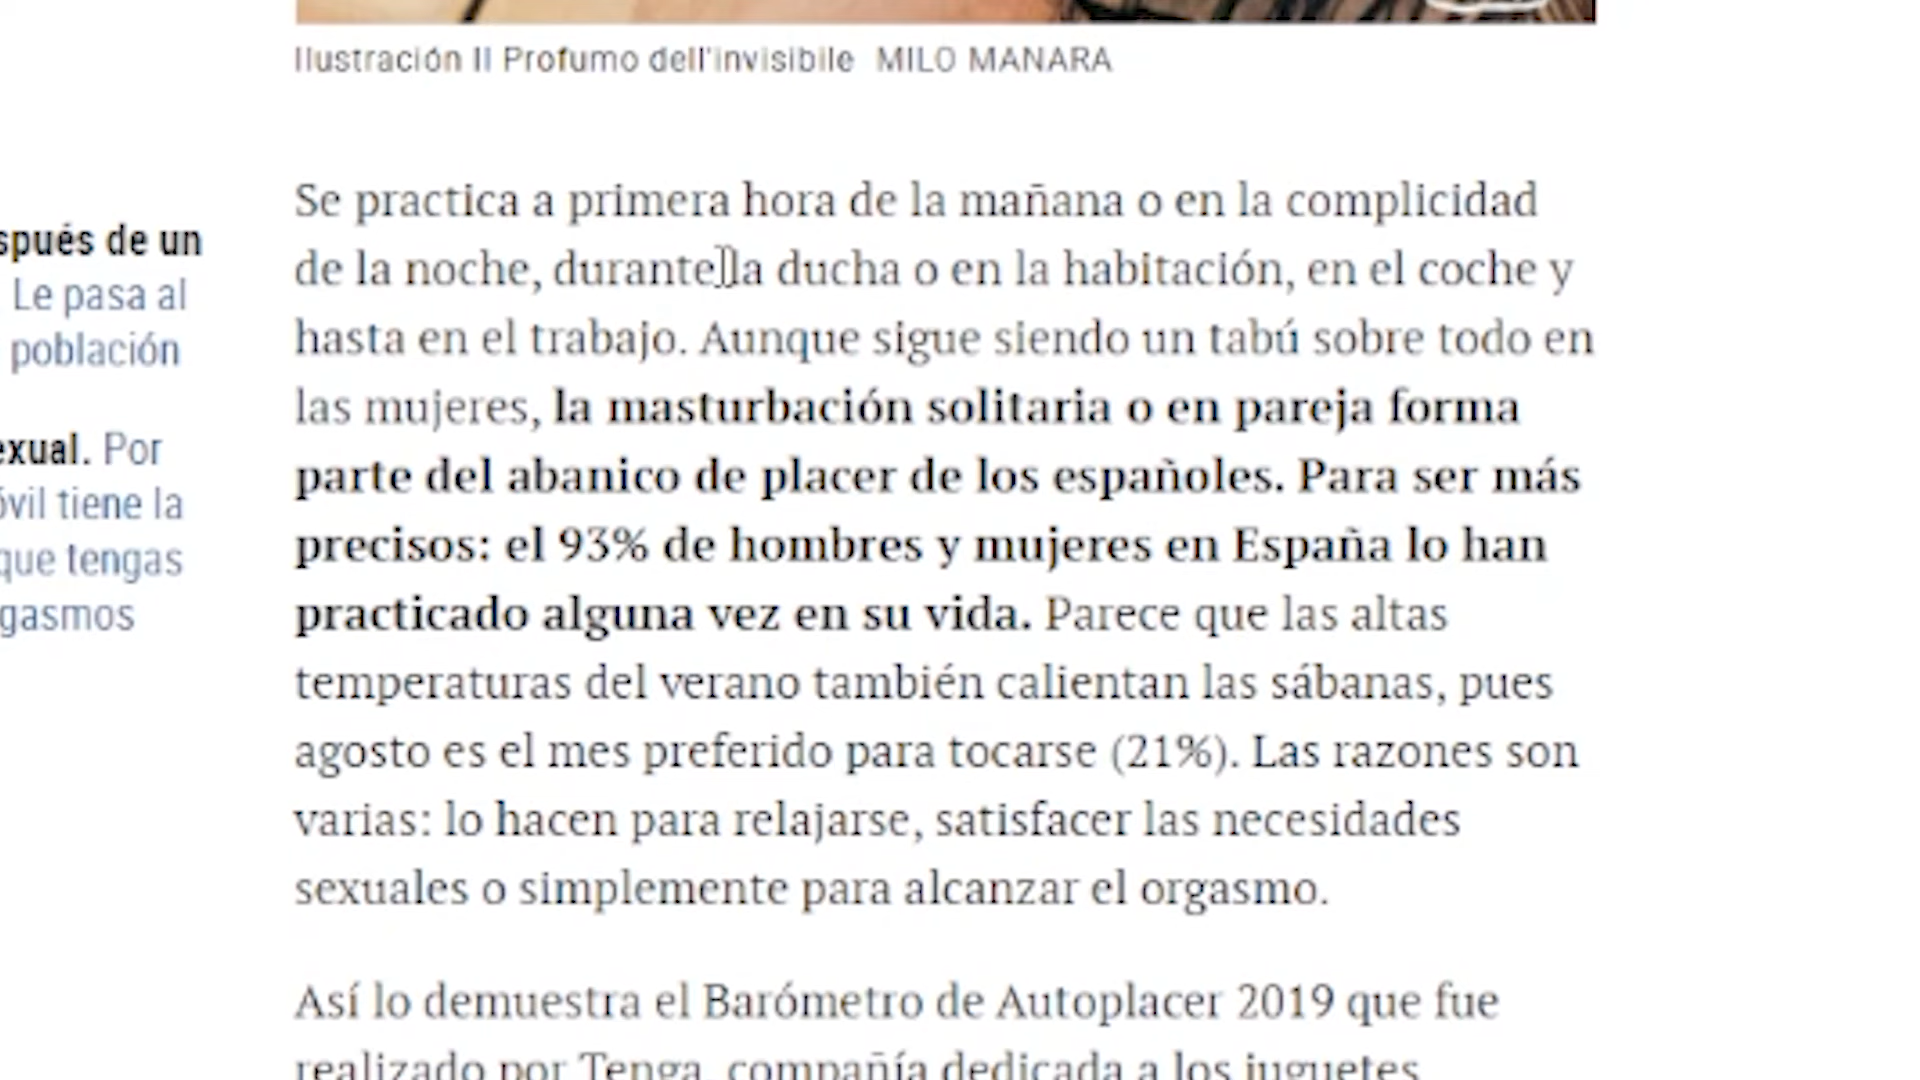 Ilustración Il Profumo dell'invisibile MILO MANARA
spués de un
Le pasa al
población
exual. Por
óvil tiene la
que tengas
gasmos
Se practica a primera hora de la mañana o en la complicidad
de la noche, durante la ducha o en la habitación, en el coche y
hasta en el trabajo. Aunque sigue siendo un tabú sobre todo en
las mujeres, la masturbación solitaria o en pareja forma
parte del abanico de placer de los españoles. Para ser más
precisos: el 93% de hombres y mujeres en España lo han
practicado alguna vez en su vida. Parece que las altas
temperaturas del verano también calientan las sábanas, pues
agosto es el mes preferido para tocarse (21%). Las razones son
varias: lo hacen para relajarse, satisfacer las necesidades
sexuales o simplemente para alcanzar el orgasmo.
Así lo demuestra el Barómetro de Autoplacer 2019 que fue
realizado por Tenga, compañía dedicada a los juguetes